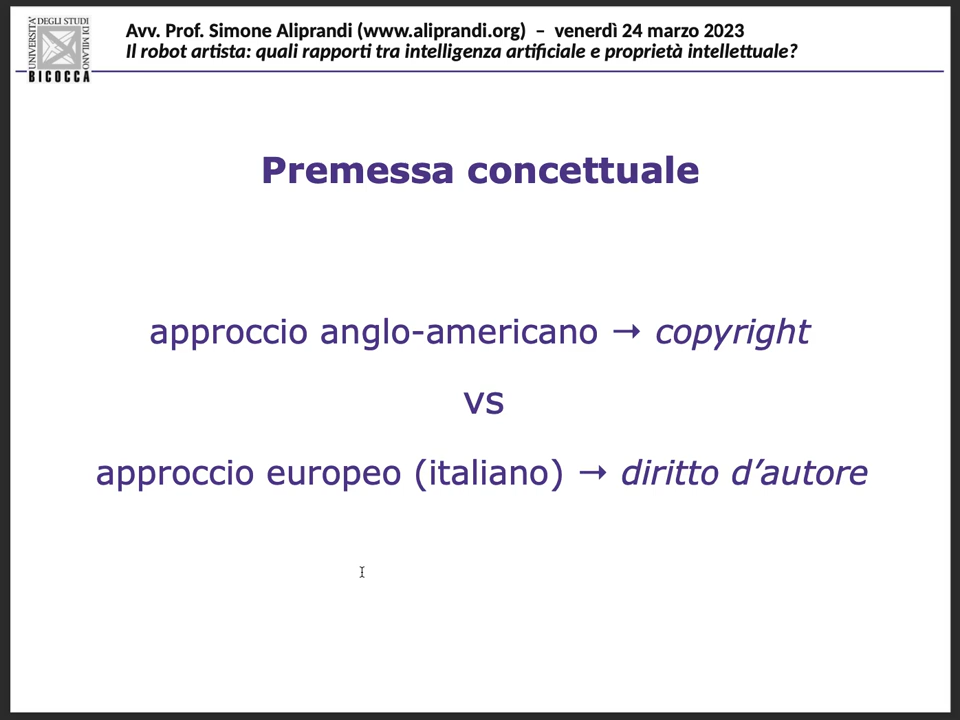 UNIVERSITÀ
DEGLI STUDI
DI MILANO
BICOCCA
Avv. Prof. Simone Aliprandi (www.aliprandi.org) – venerdì 24 marzo 2023
Il robot artista: quali rapporti tra intelligenza artificiale e proprietà intellettuale?
Premessa concettuale
approccio anglo-americano → copyright
vs
approccio europeo (italiano) → diritto d’autore